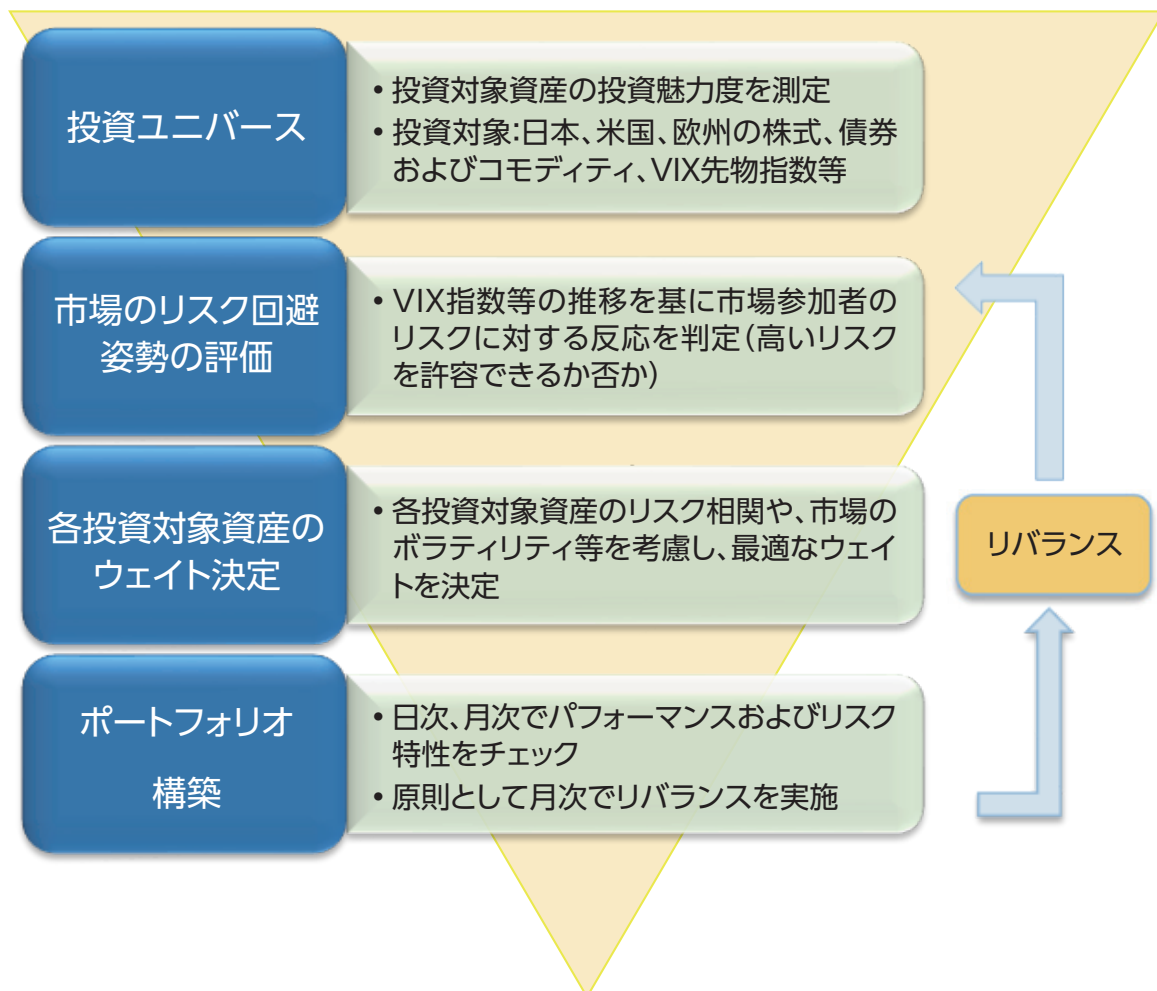 投資ユニバース
• 投資対象資産の投資魅力度を測定
• 投資対象:日本、米国、欧州の株式、債券
およびコモディティ、VIX先物指数等
市場のリスク回避
姿勢の評価
• VIX指数等の推移を基に市場参加者の
リスクに対する反応を判定(高いリスク
を許容できるか否か)
各投資対象資産の
ウェイト決定
• 各投資対象資産のリスク相関や、市場の
ボラティリティ等を考慮し、最適なウェイ
トを決定
リバランス
ポートフォリオ
構築
• 日次、月次でパフォーマンスおよびリスク
特性をチェック
• 原則として月次でリバランスを実施